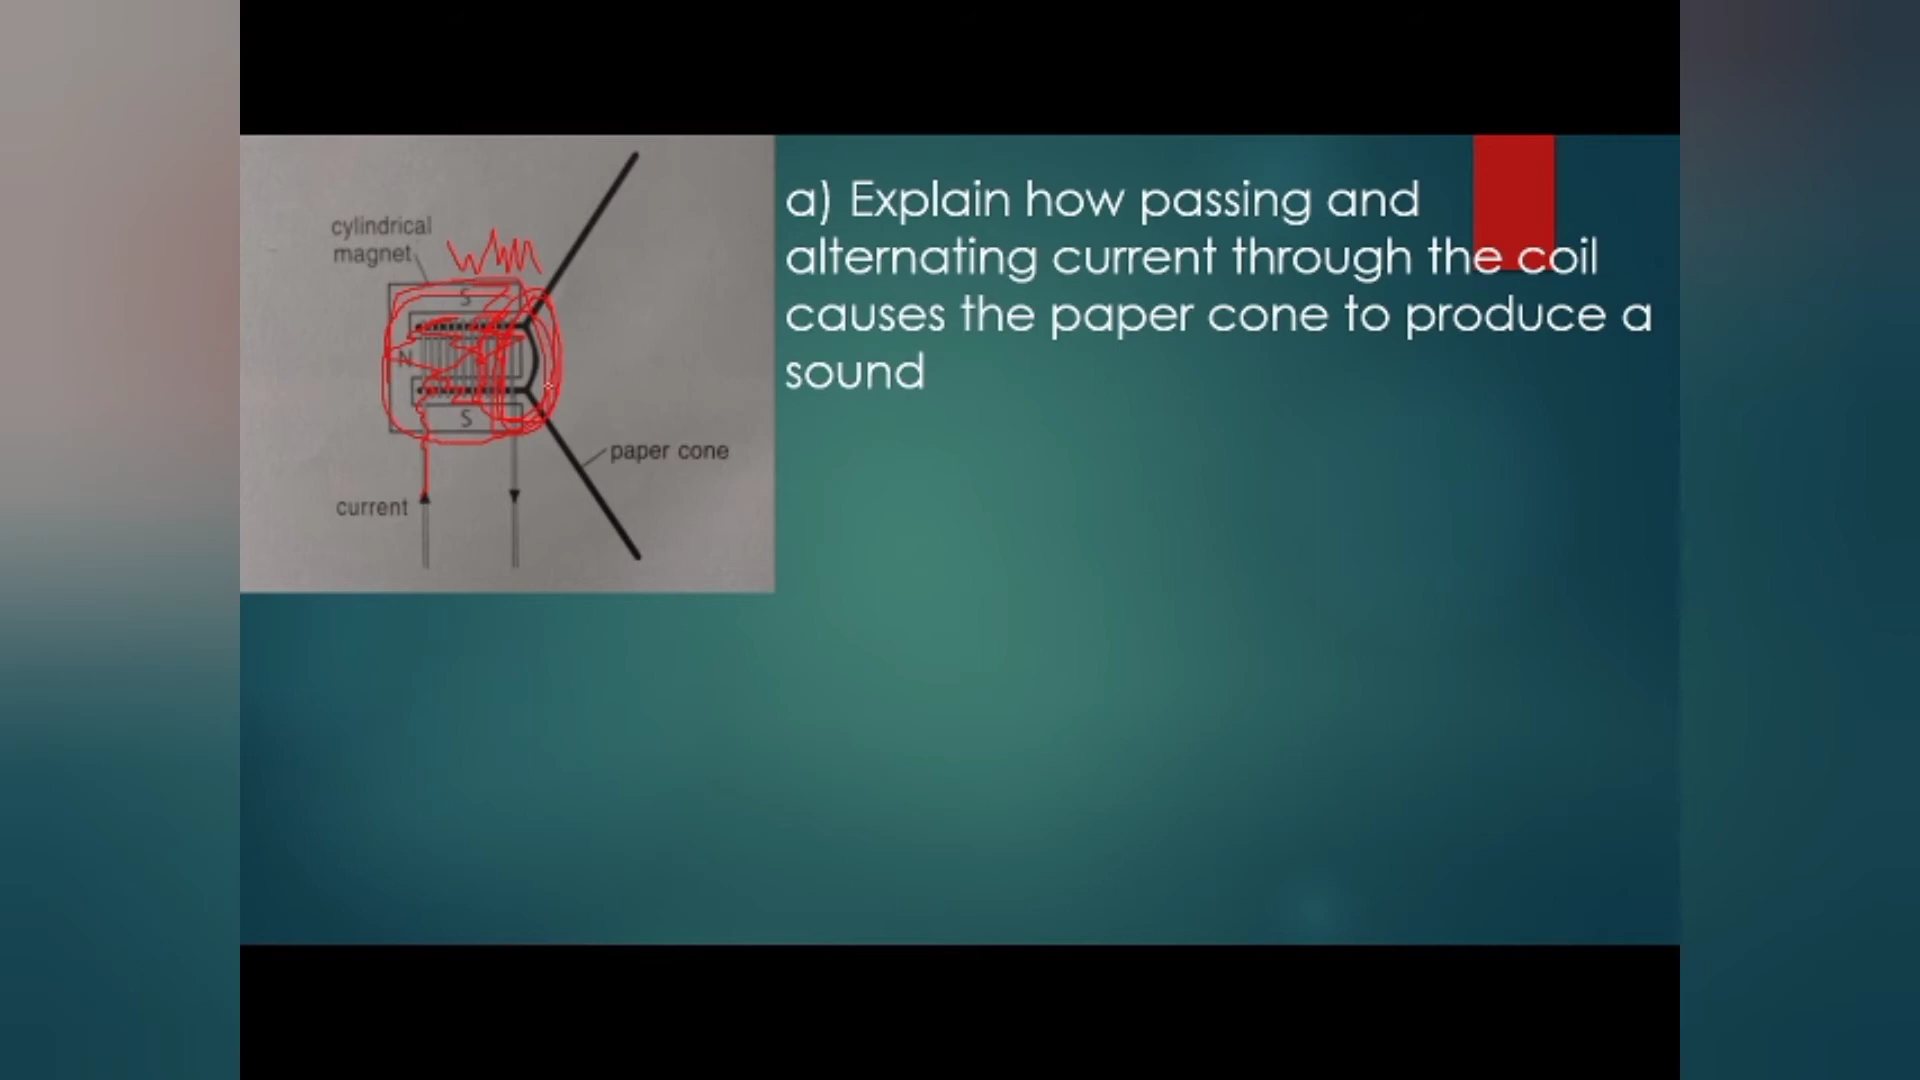 cylindrical
magnet
S
N
S
paper cone
current
a) Explain how passing and
alternating current through the coil
causes the paper cone to produce a
sound